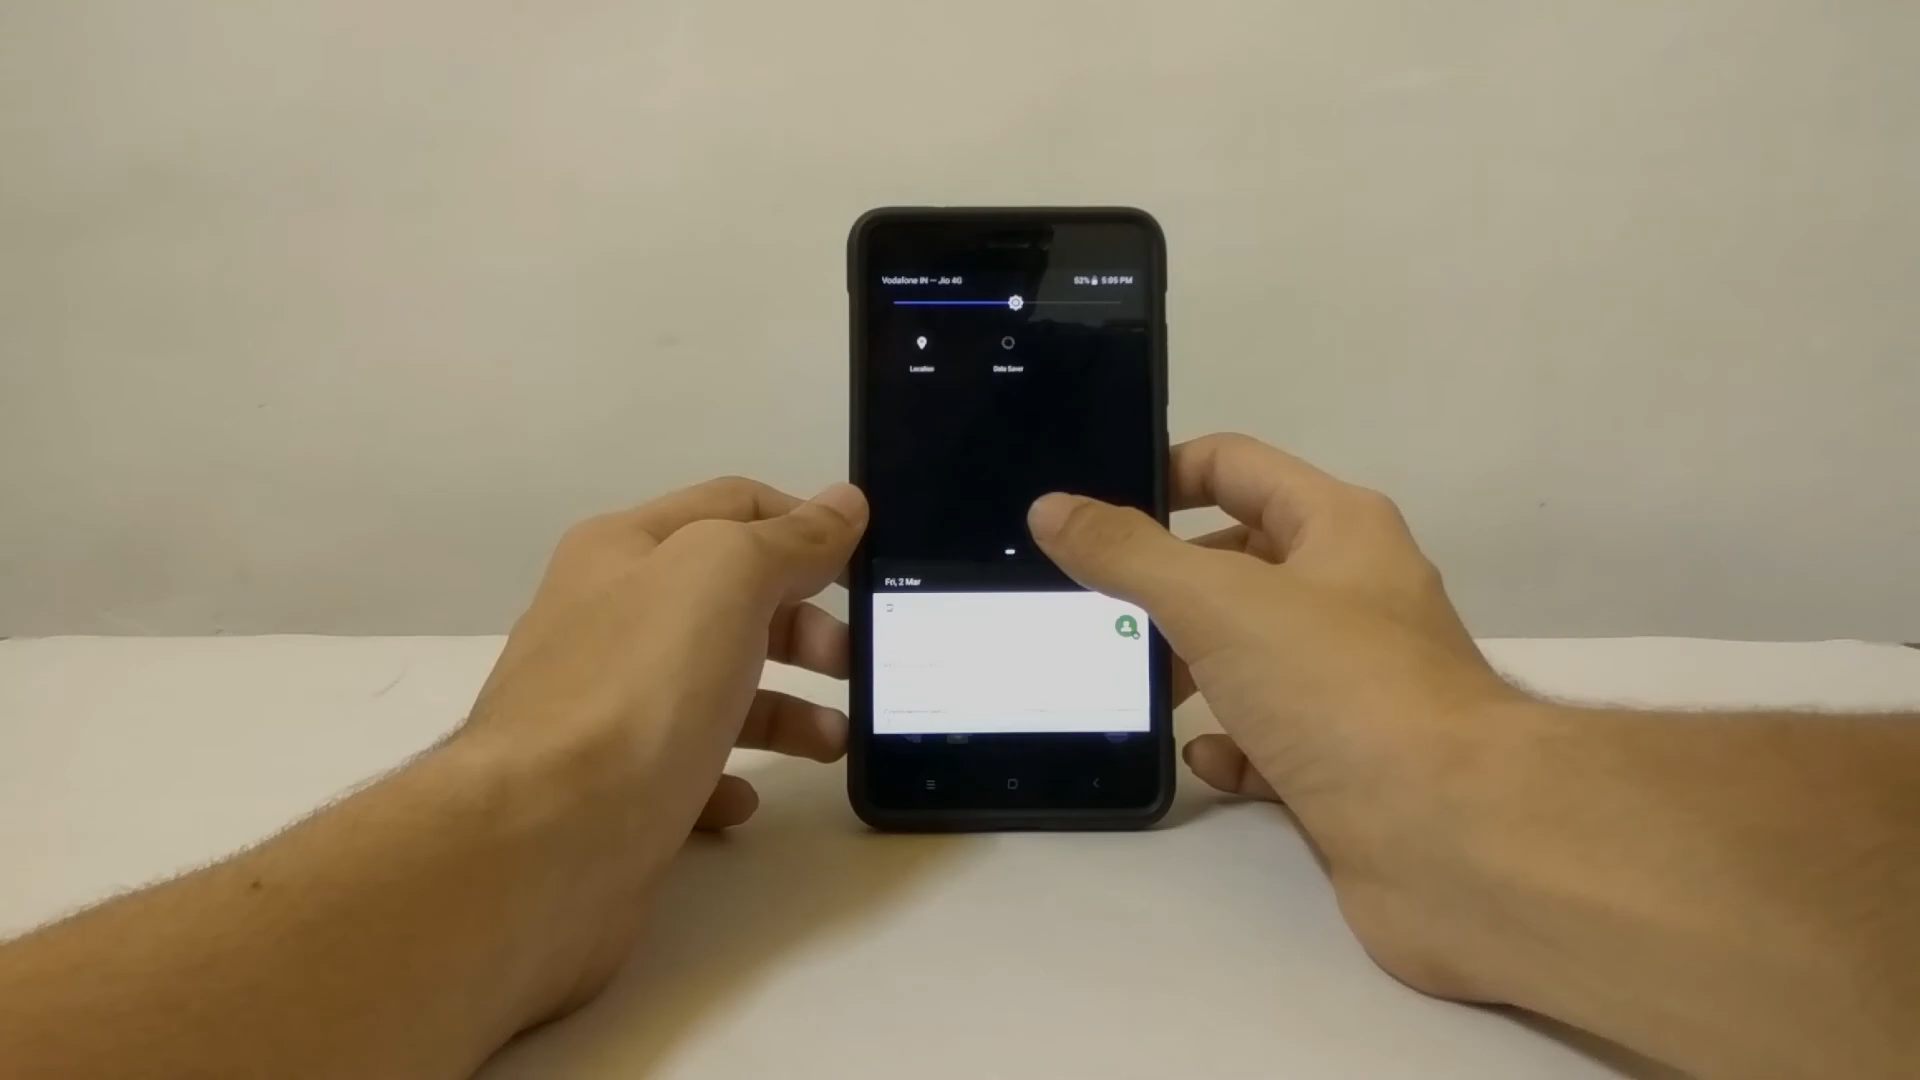 Vodafone IN — Jio 4G
52% 5:05 PM
Location
Data Saver
Fri, 2 Mar